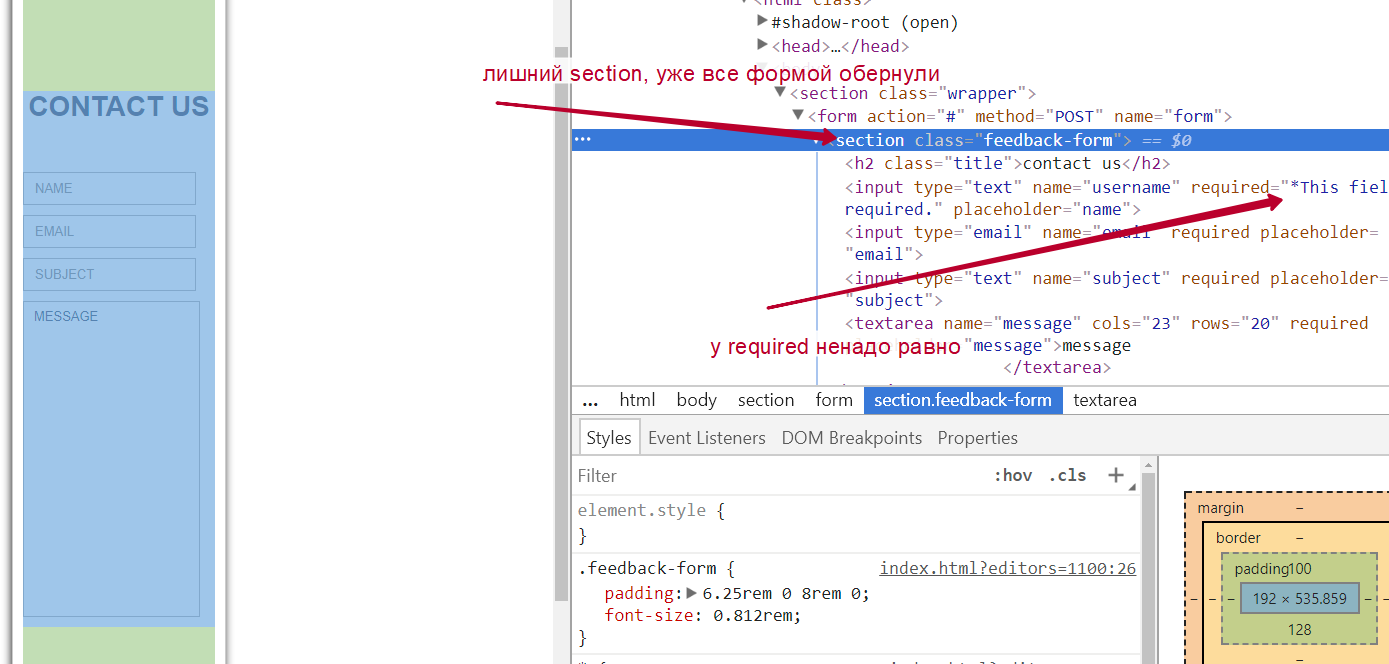 <html class>
#shadow-root (open)
<head>…</head>
лишний section, уже все формой обернули
<section class="wrapper">
<form action="#" method="POST" name="form">
section class="feedback-form"> == $0
<h2 class="title">contact us</h2>
<input type="text" name="username" required="*This fiel
required." placeholder="name">
<input type="email" name="email" required placeholder=
"email">
<input type="text" name="subject" required placeholder=
"subject">
<textarea name="message" cols="23" rows="20" required
у required ненадо равно "message">message
</textarea>
CONTACT US
NAME
EMAIL
SUBJECT
MESSAGE
... html body section form section.feedback-form textarea
Styles Event Listeners DOM Breakpoints Properties
Filter :hov .cls +
element.style {
}
.feedback-form { index.html?editors=1100:26
padding: 6.25rem 0 8rem 0;
font-size: 0.812rem;
}
margin –
border –
padding100
– – – 192 × 535.859 – –
128
–